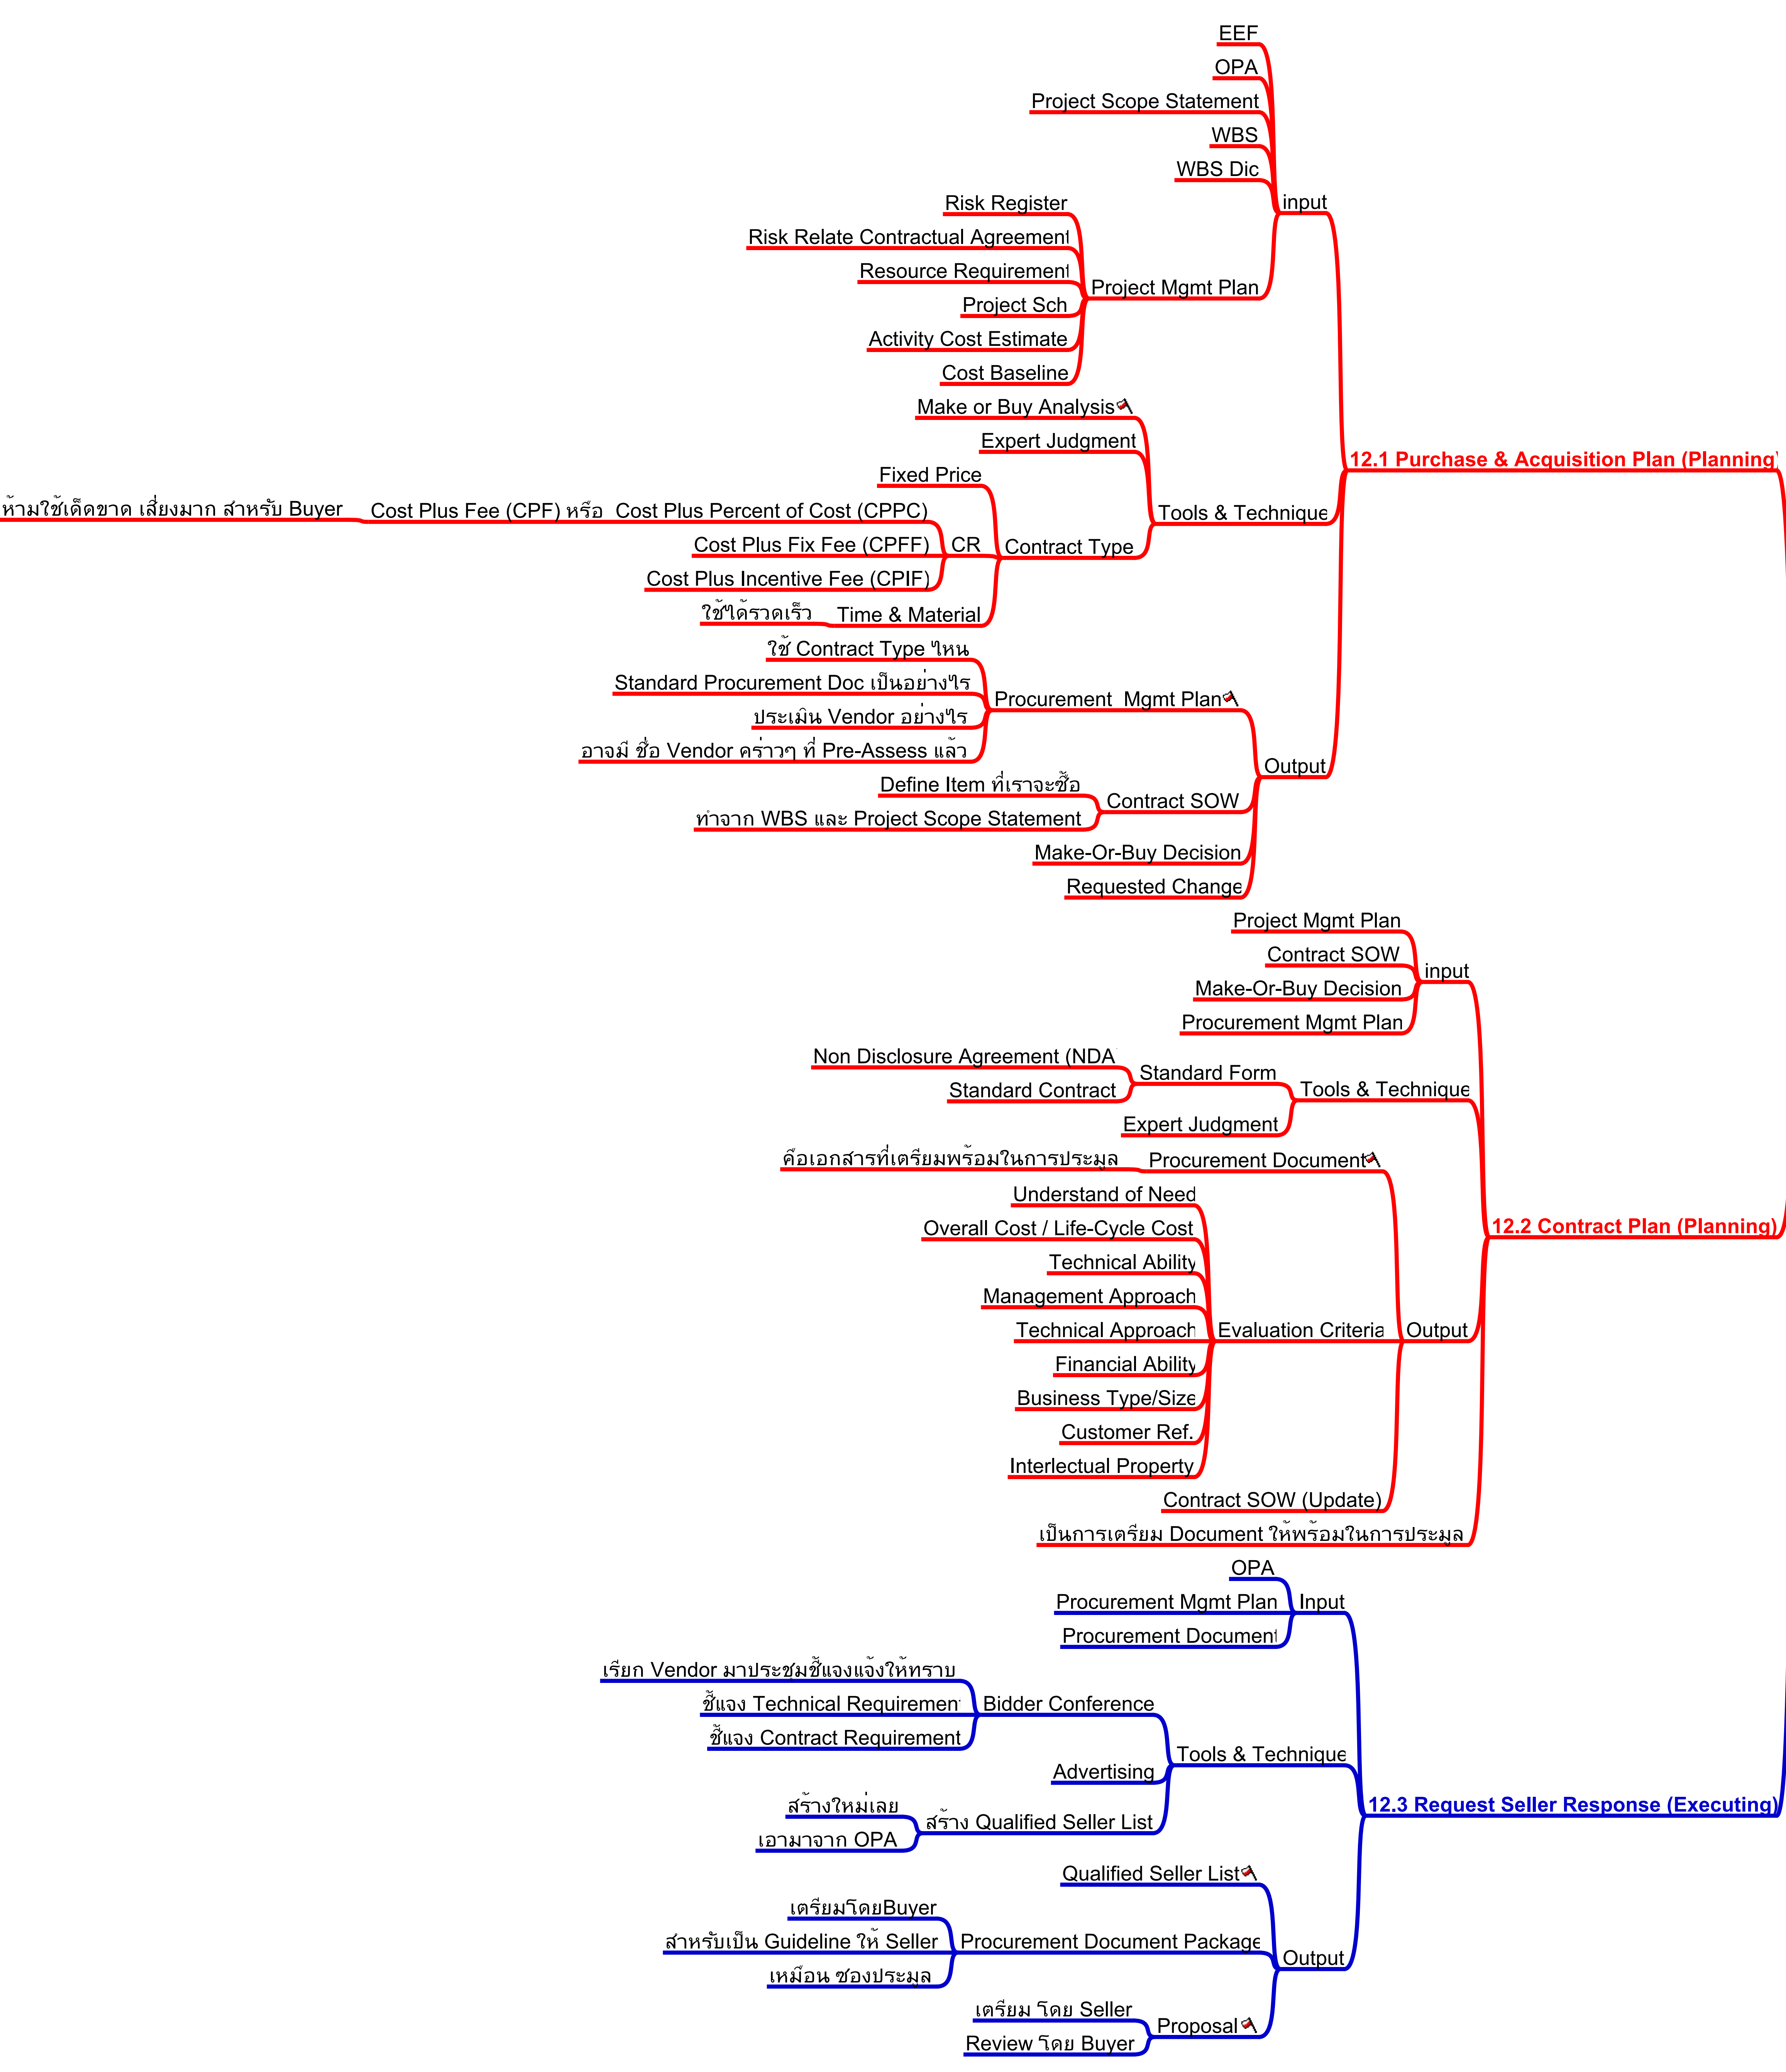 EEF
OPA
Project Scope Statement
WBS
WBS Dic
input
Risk Register
Risk Relate Contractual Agreement
Resource Requirement
Project Mgmt Plan
Project Sch
Activity Cost Estimate
Cost Baseline
Make or Buy Analysis
Expert Judgment
12.1 Purchase & Acquisition Plan (Planning)
Fixed Price
ห้ามใช้เด็ดขาด เสี่ยงมาก สำหรับ Buyer
Cost Plus Fee (CPF) หรือ Cost Plus Percent of Cost (CPPC)
Tools & Technique
Cost Plus Fix Fee (CPFF)
CR
Contract Type
Cost Plus Incentive Fee (CPIF)
ใช้ได้รวดเร็ว
Time & Material
ใช้ Contract Type ไหน
Standard Procurement Doc เป็นอย่างไร
Procurement Mgmt Plan
ประเมิน Vendor อย่างไร
อาจมี ชื่อ Vendor คร่าวๆ ที่ Pre-Assess แล้ว
Output
Define Item ที่เราจะซื้อ
Contract SOW
ทำจาก WBS และ Project Scope Statement
Make-Or-Buy Decision
Requested Change
Project Mgmt Plan
Contract SOW
input
Make-Or-Buy Decision
Procurement Mgmt Plan
Non Disclosure Agreement (NDA
Standard Form
Standard Contract
Tools & Technique
Expert Judgment
คือเอกสารที่เตรียมพร้อมในการประมูล
Procurement Document
Understand of Need
Overall Cost / Life-Cycle Cost
12.2 Contract Plan (Planning)
Technical Ability
Management Approach
Technical Approach
Evaluation Criteria
Output
Financial Ability
Business Type/Size
Customer Ref.
Interlectual Property
Contract SOW (Update)
เป็นการเตรียม Document ให้พร้อมในการประมูล
OPA
Procurement Mgmt Plan
Input
Procurement Document
เรียก Vendor มาประชุมชี้แจงแจ้งให้ทราบ
ชี้แจง Technical Requirement
Bidder Conference
ชี้แจง Contract Requirement
Tools & Technique
Advertising
สร้างใหม่เลย
สร้าง Qualified Seller List
เอามาจาก OPA
12.3 Request Seller Response (Executing)
Qualified Seller List
เตรียมโดยBuyer
สำหรับเป็น Guideline ให้ Seller
Procurement Document Package
เหมือน ซองประมูล
Output
เตรียม โดย Seller
Proposal
Review โดย Buyer